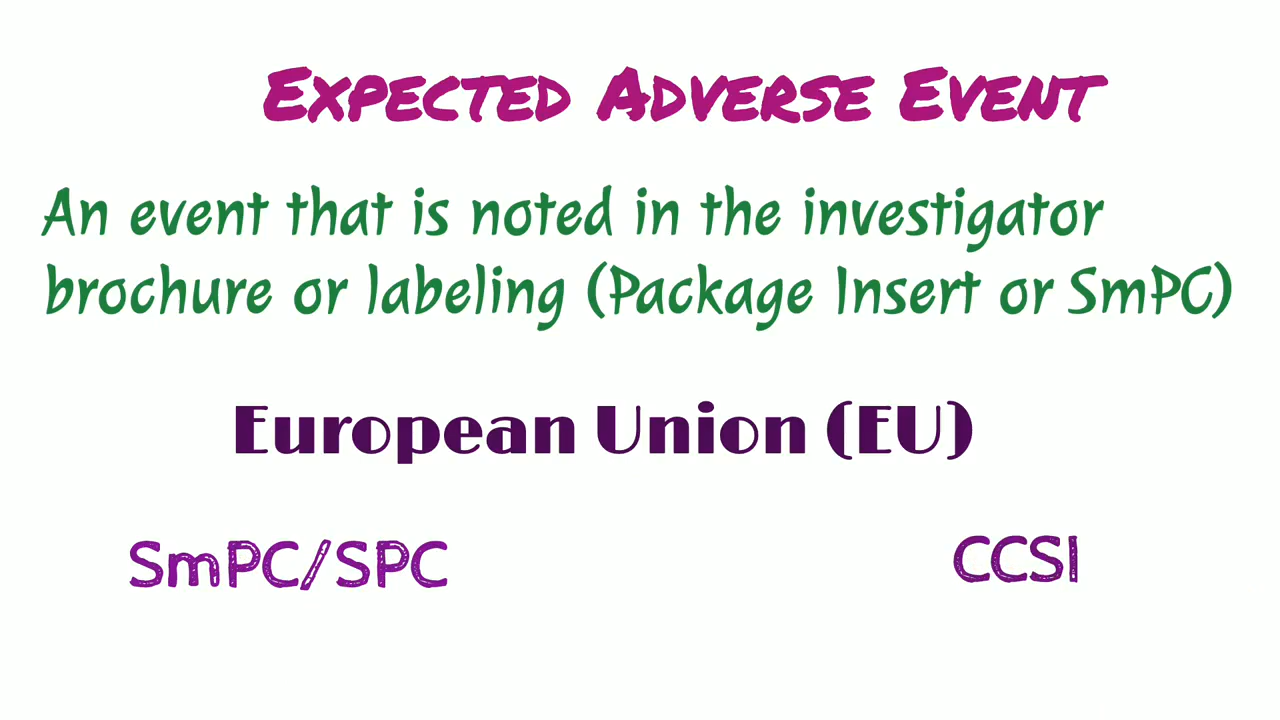 Expected Adverse Event
An event that is noted in the investigator
brochure or labeling (Package Insert or SmPC)
European Union (EU)
SmPC/SPC CCSI